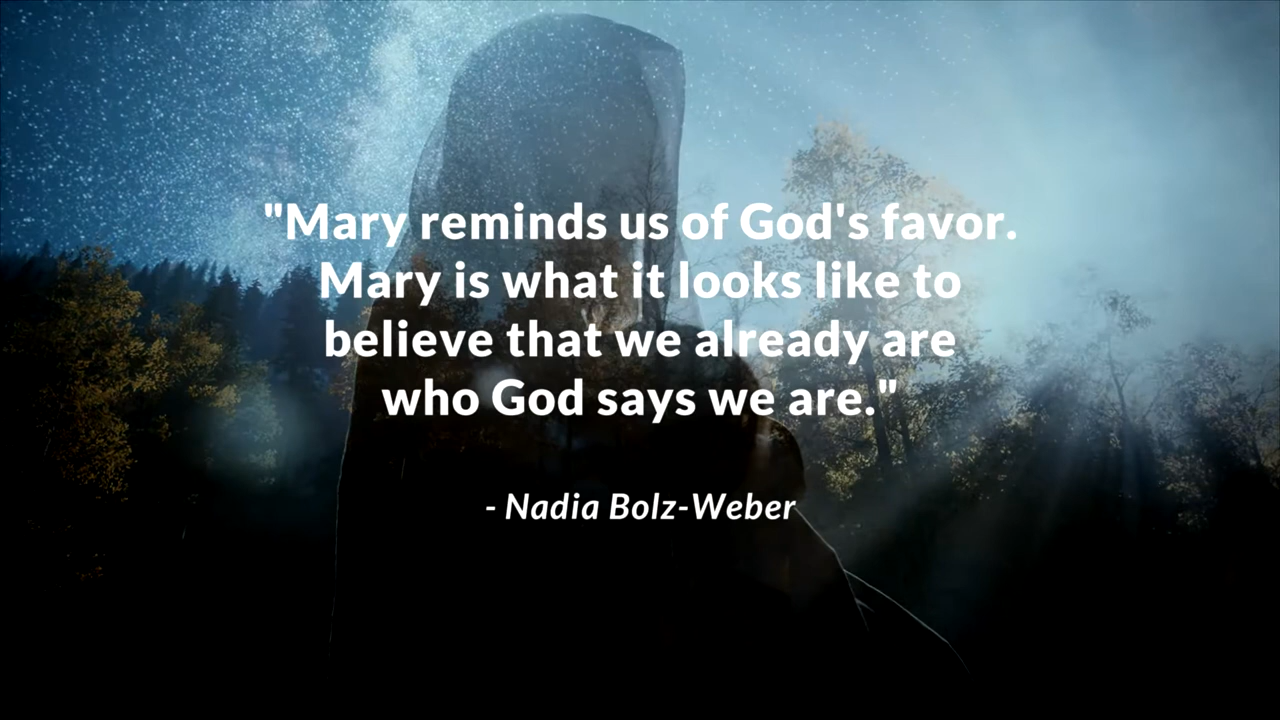 "Mary reminds us of God's favor.
Mary is what it looks like to
believe that we already are
who God says we are."
- Nadia Bolz-Weber